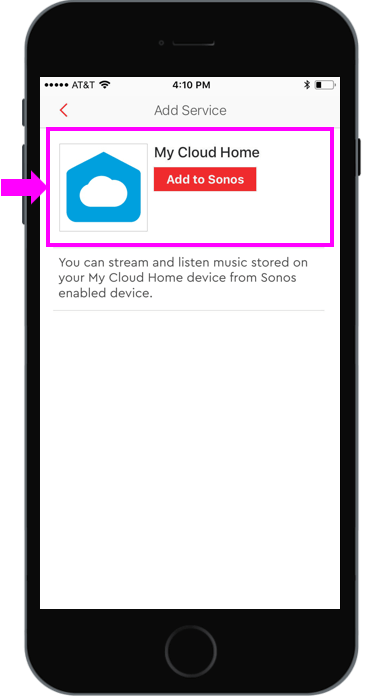 AT&T 4:10 PM
Add Service
My Cloud Home
Add to Sonos
You can stream and listen music stored on
your My Cloud Home device from Sonos
enabled device.